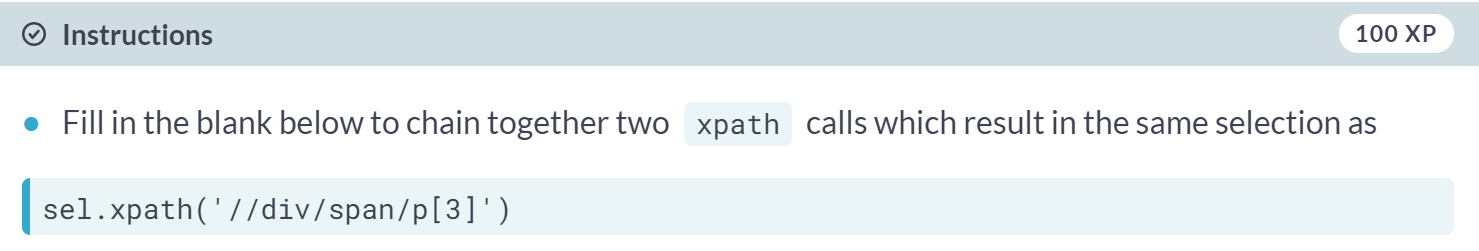 Instructions 100 XP
Fill in the blank below to chain together two xpath calls which result in the same selection as
sel.xpath('//div/span/p[3]')